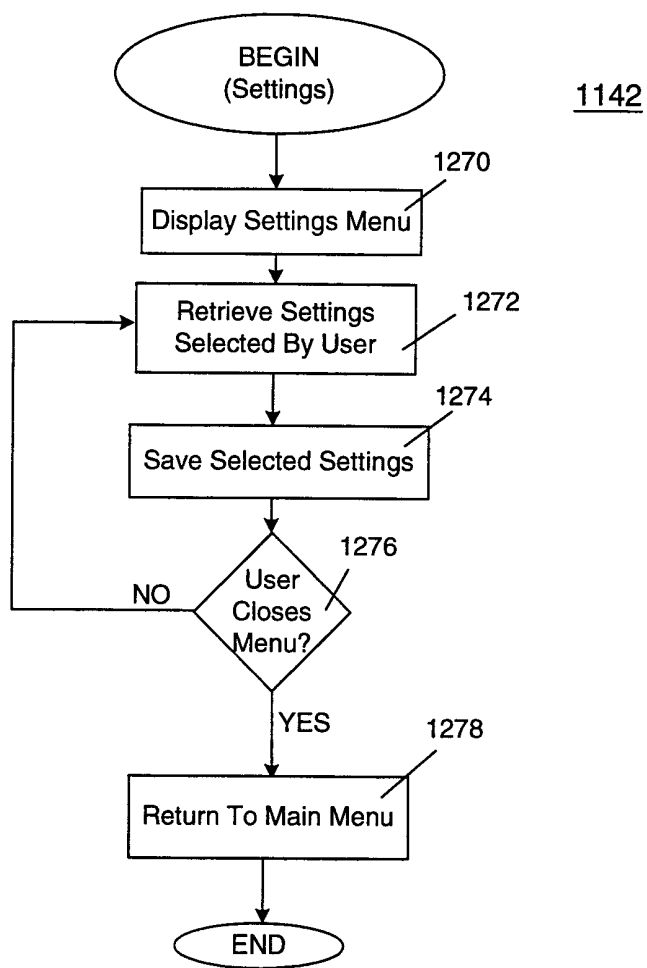 BEGIN
(Settings)
1142
1270
Display Settings Menu
1272
Retrieve Settings
Selected By User
1274
Save Selected Settings
1276
User
Closes
Menu?
NO
YES
1278
Return To Main Menu
END